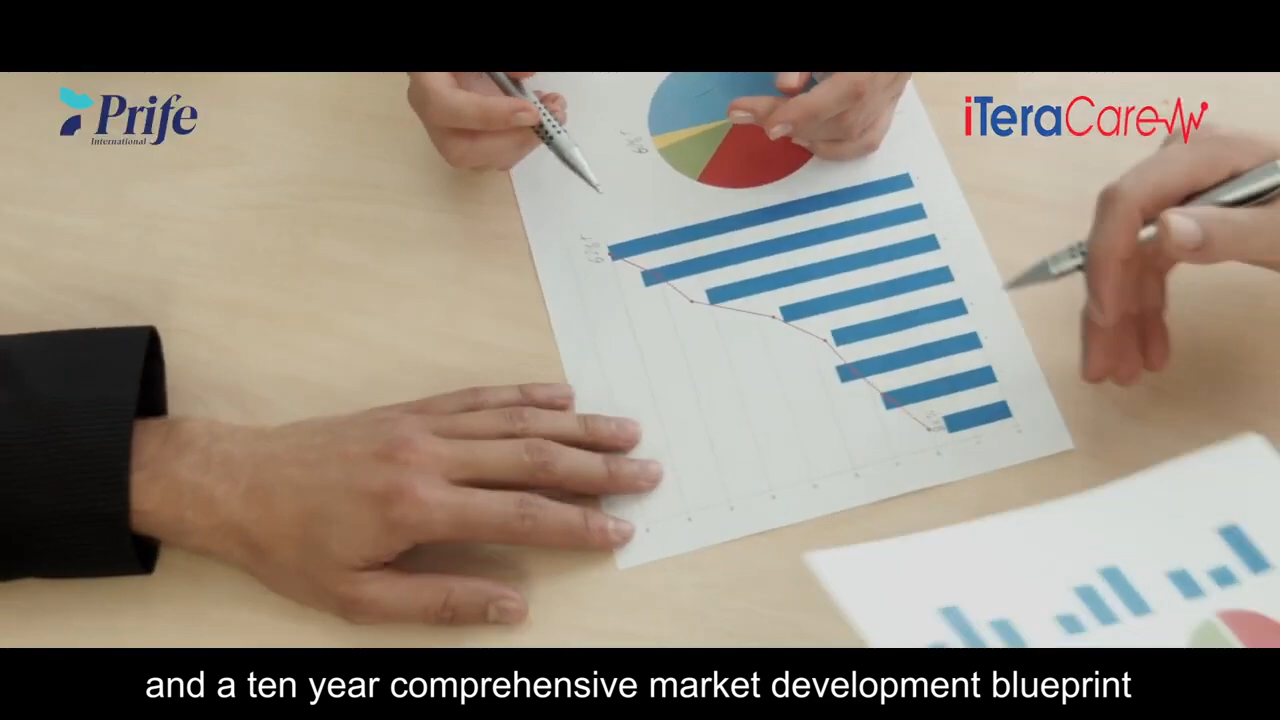 Prife
International
iTeraCare
and a ten year comprehensive market development blueprint